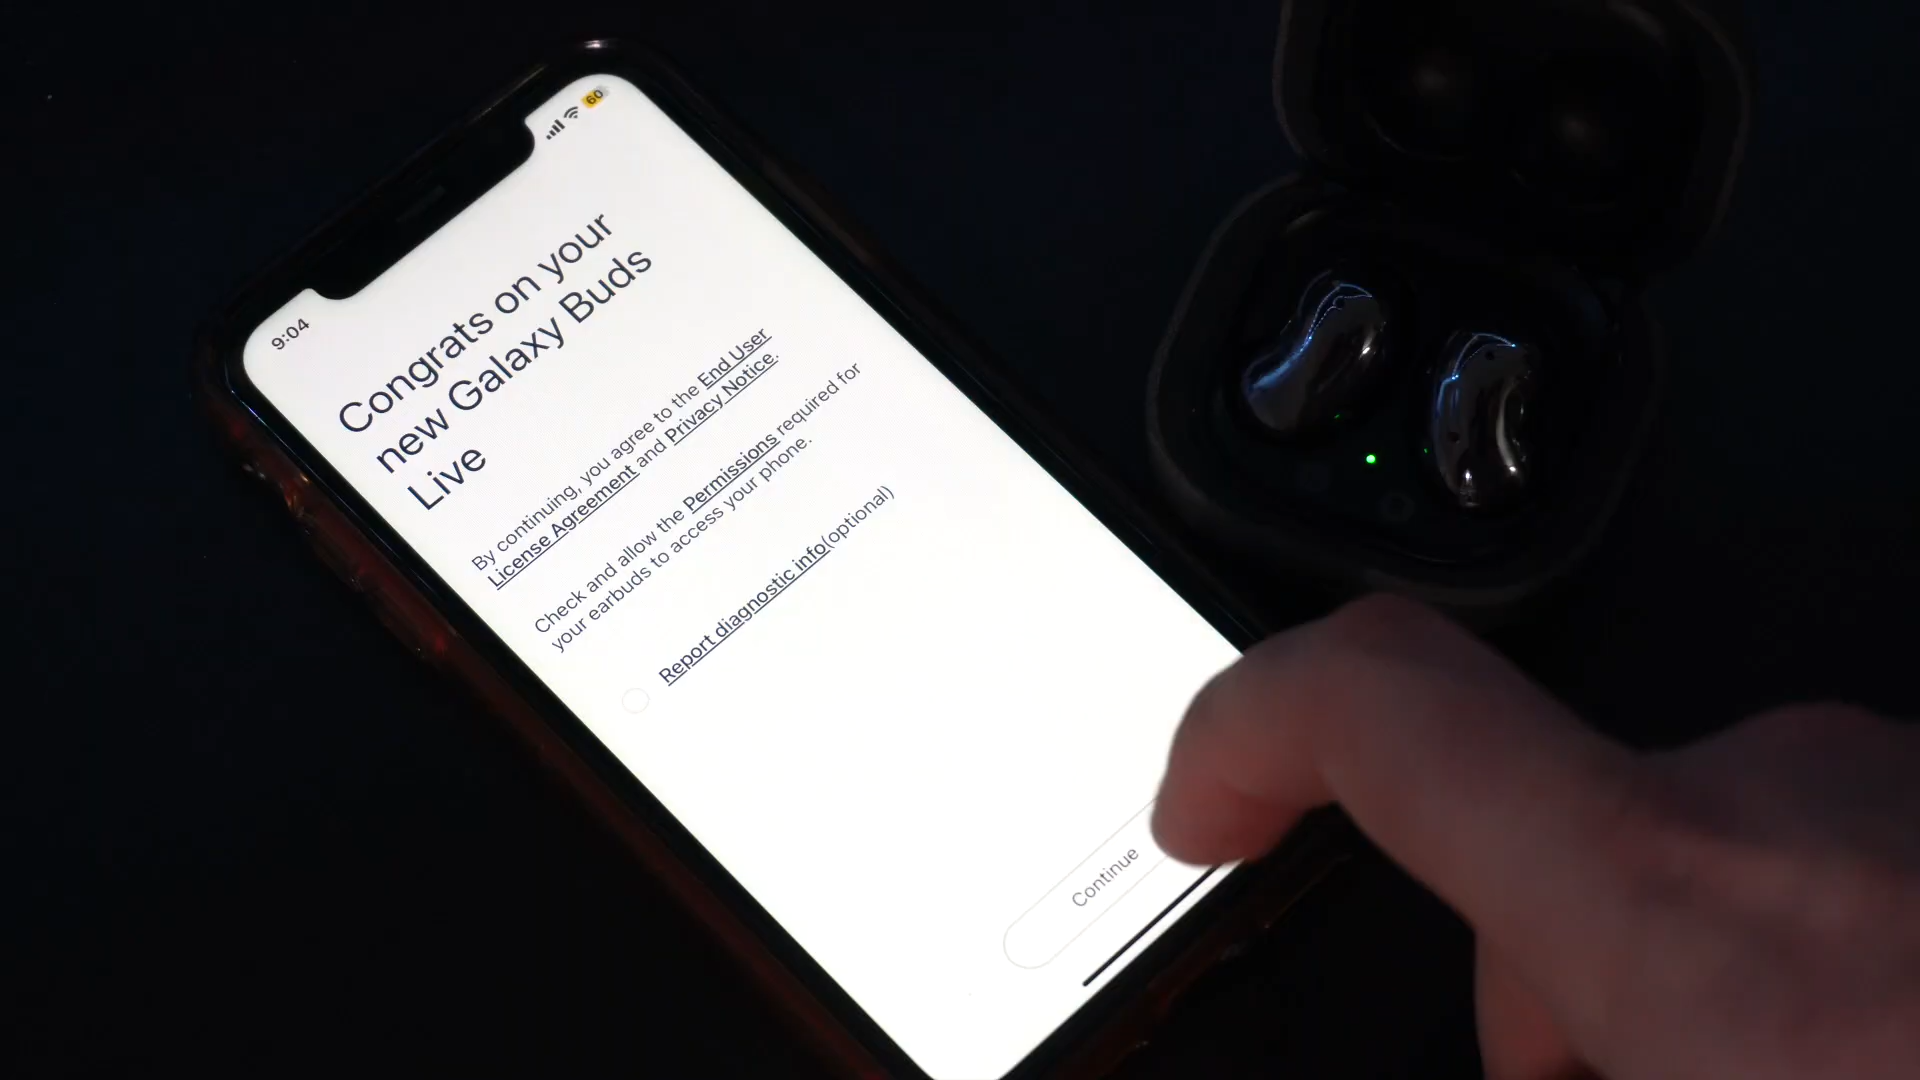 9:04
60
Congrats on your
new Galaxy Buds
Live
By continuing, you agree to the End User
License Agreement and Privacy Notice.
Check and allow the Permissions required for
your earbuds to access your phone.
Report diagnostic info(optional)
Continue